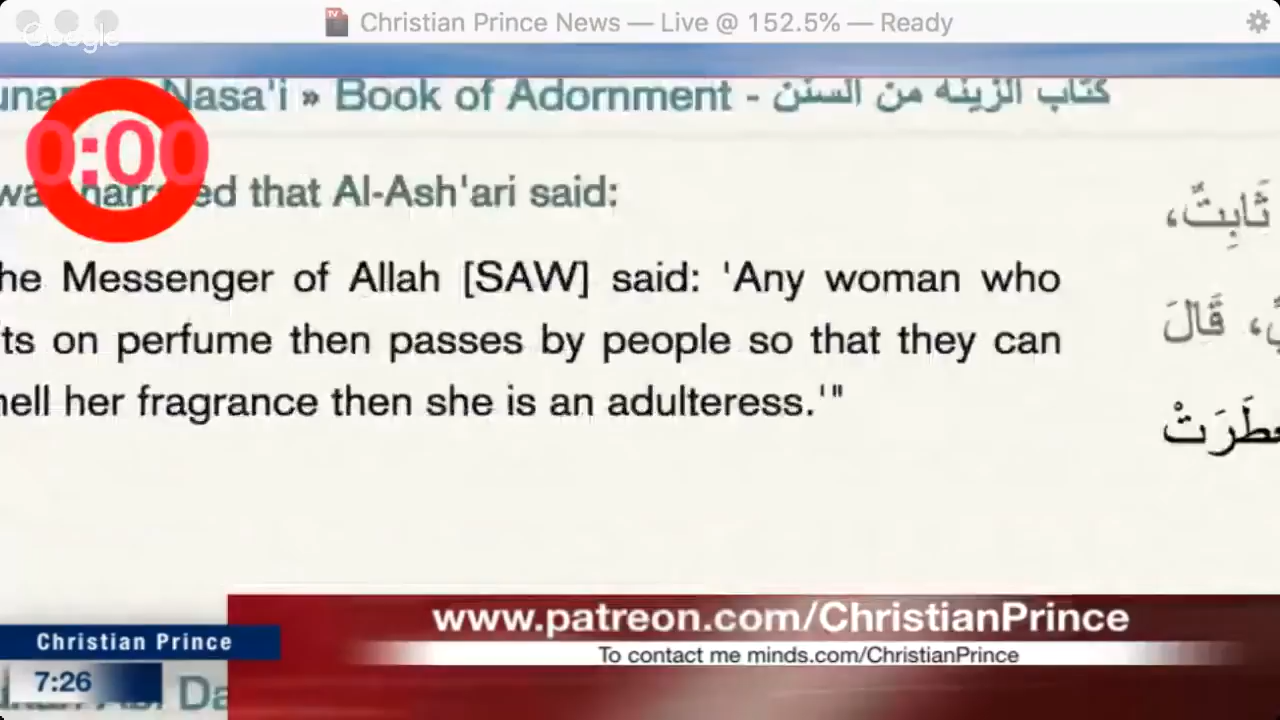 Christian Prince News — Live @ 152.5% — Ready
Google
Nasa'i » Book of Adornment - كتاب الزينة من السنن
0:00
that Al-Ash'ari said:
ثَابِتٌ،
Messenger of Allah [SAW] said: 'Any woman who
on perfume then passes by people so that they can
قَالَ
her fragrance then she is an adulteress.'"
www.patreon.com/ChristianPrince
Christian Prince
To contact me minds.com/ChristianPrince
7:26